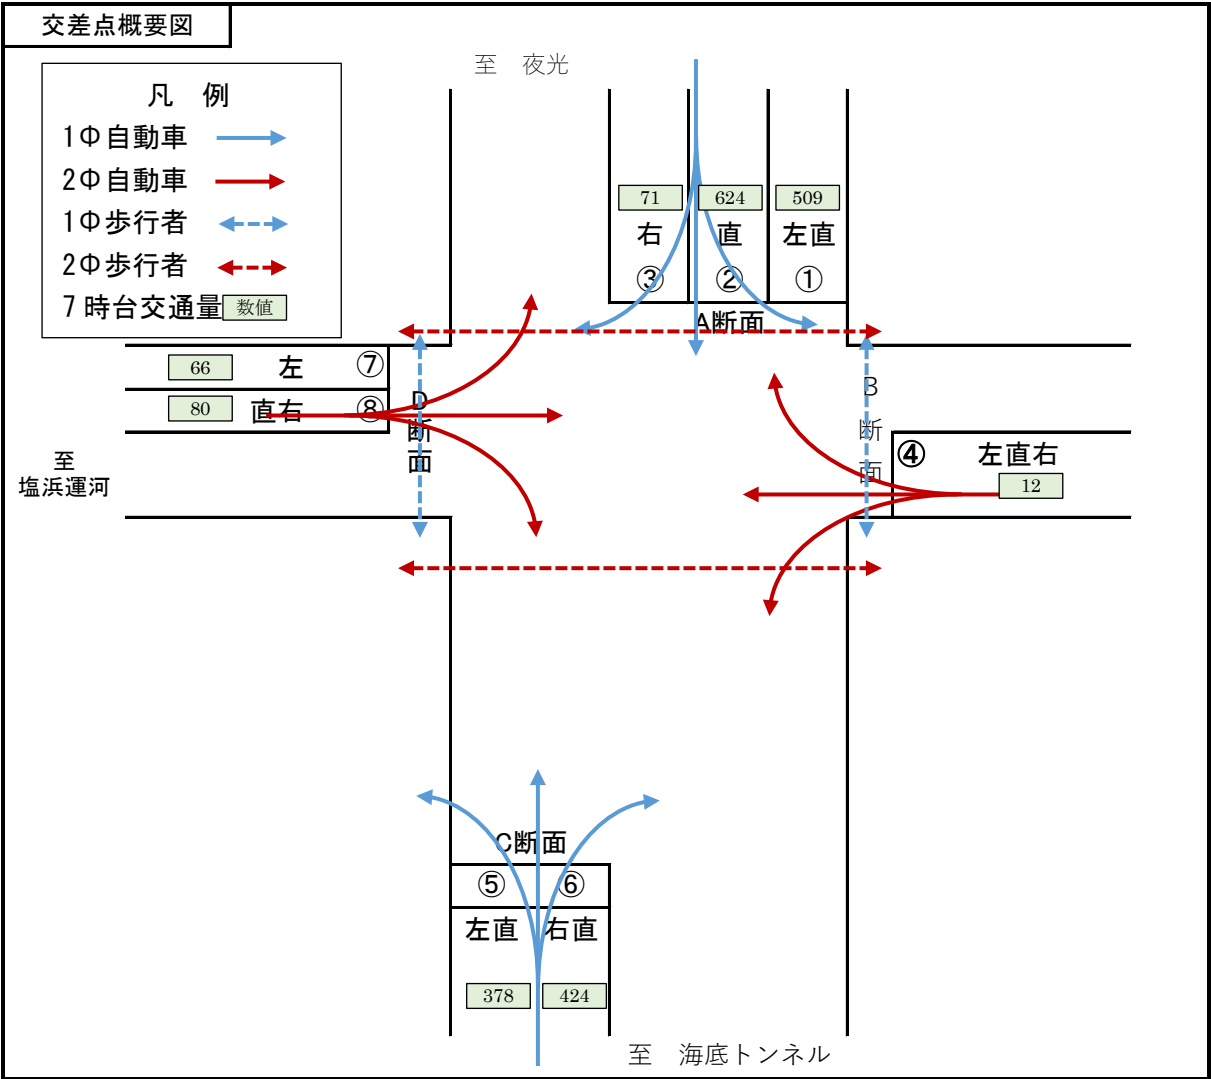 交差点概要図
凡 例
1Φ自動車
2Φ自動車
1Φ歩行者
2Φ歩行者
7時台交通量 数値
至 夜光
71 624 509
右 直 左直
③ ② ①
A断面
66 左 ⑦
80 直右 ⑧
D断面
至
塩浜運河
B断面
④ 左直右
12
C断面
⑤ ⑥
左直 右直
378 424
至 海底トンネル